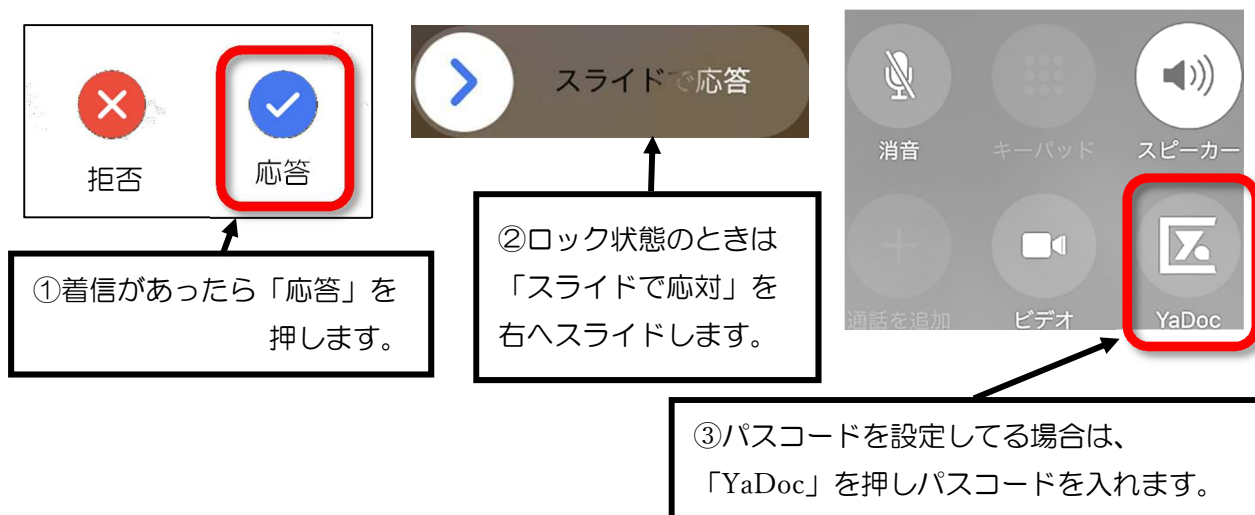 拒否
応答
①着信があったら「応答」を
押します。
スライドで応答
②ロック状態のときは
「スライドで応対」を
右へスライドします。
消音
キーパッド
スピーカー
通話を追加
ビデオ
YaDoc
③パスコードを設定してる場合は、
「YaDoc」を押しパスコードを入れます。